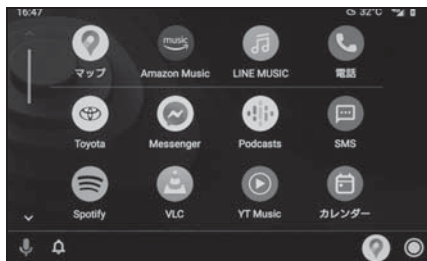 16:47 32°C
music
マップ Amazon Music LINE MUSIC 電話
Toyota Messenger Podcasts SMS
Spotify VLC YT Music カレンダー